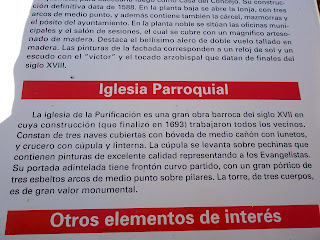 construcción definitiva data de 1588. En la planta baja se abre la lonja, con tres
arcos de medio punto, y además contiene también la cárcel, mazmorras y
el pósito del ayuntamiento. En la planta noble se sitúan las oficinas munici-
pales y el salón de sesiones, el cual se cubre con un magnífico arteso-
nado de madera. Destaca el bellísimo alero de doble vuelo tallado en
madera. Las pinturas de la fachada corresponden a un reloj de sol y un
escudo con el "víctor" y el tocado arzobispal que datan de finales del
siglo XVIII.
Iglesia Parroquial
La iglesia de la Purificación es una gran obra barroca del siglo XVII en
cuya construcción (que finalizó en 1693) trabajaron todos los vecinos.
Constan de tres naves cubiertas con bóveda de medio cañón con lunetos,
y crucero con cúpula y linterna. La cúpula se levanta sobre pechinas que
contienen pinturas de excelente calidad representando a los Evangelistas.
Su portada adintelada tiene frontón curvo partido, con un gran pórtico de
tres esbeltos arcos de medio punto sobre pilares. La torre, de tres cuerpos,
es de gran valor monumental.
Otros elementos de interés